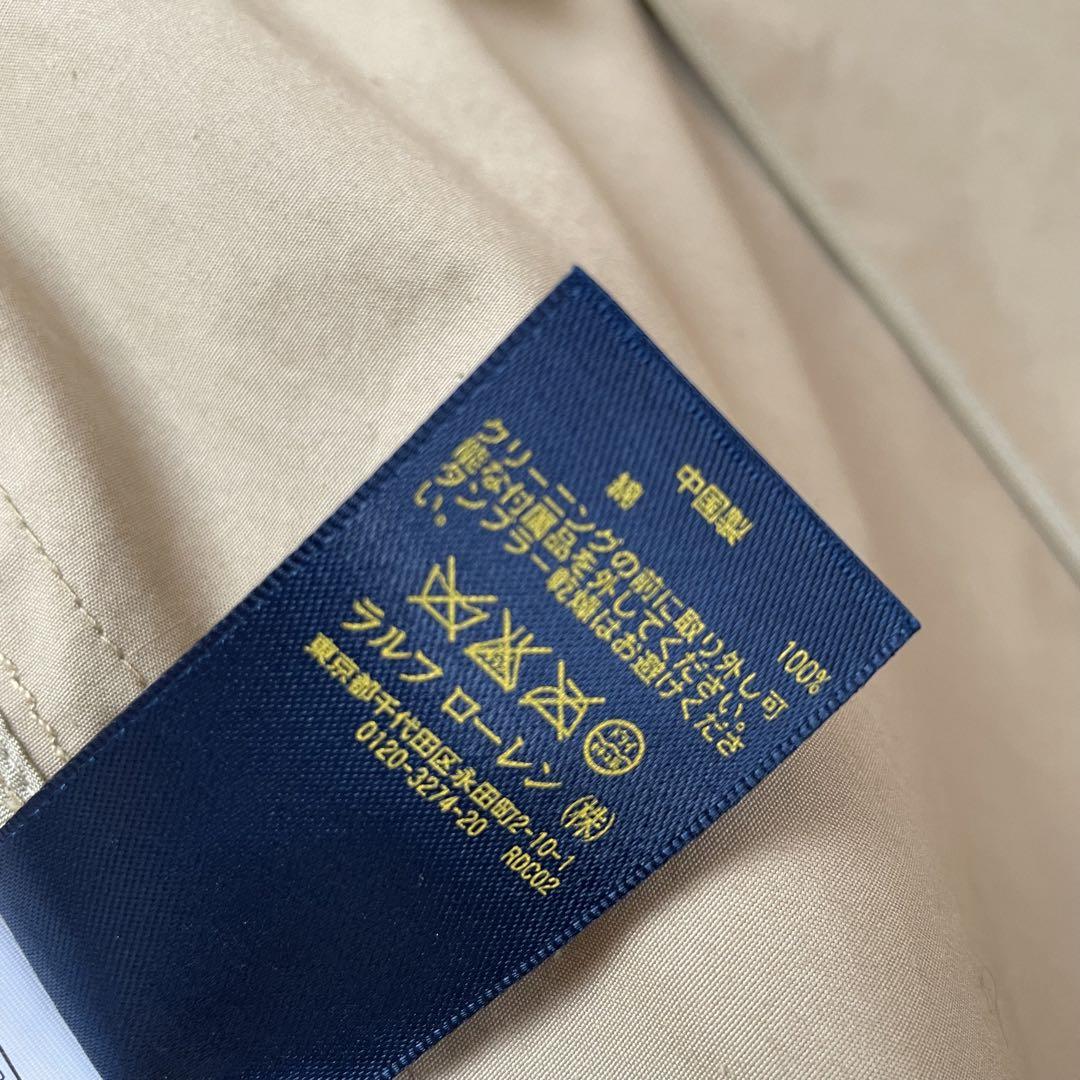 中国製
綿 100%
クリーニングの前に取り外し可
能な付属品を外してください。
タンブラー乾燥はお避けくださ
い。
ラルフ ローレン (株)
東京都千代田区永田町2-10-1
0120-3274-20 RDC02